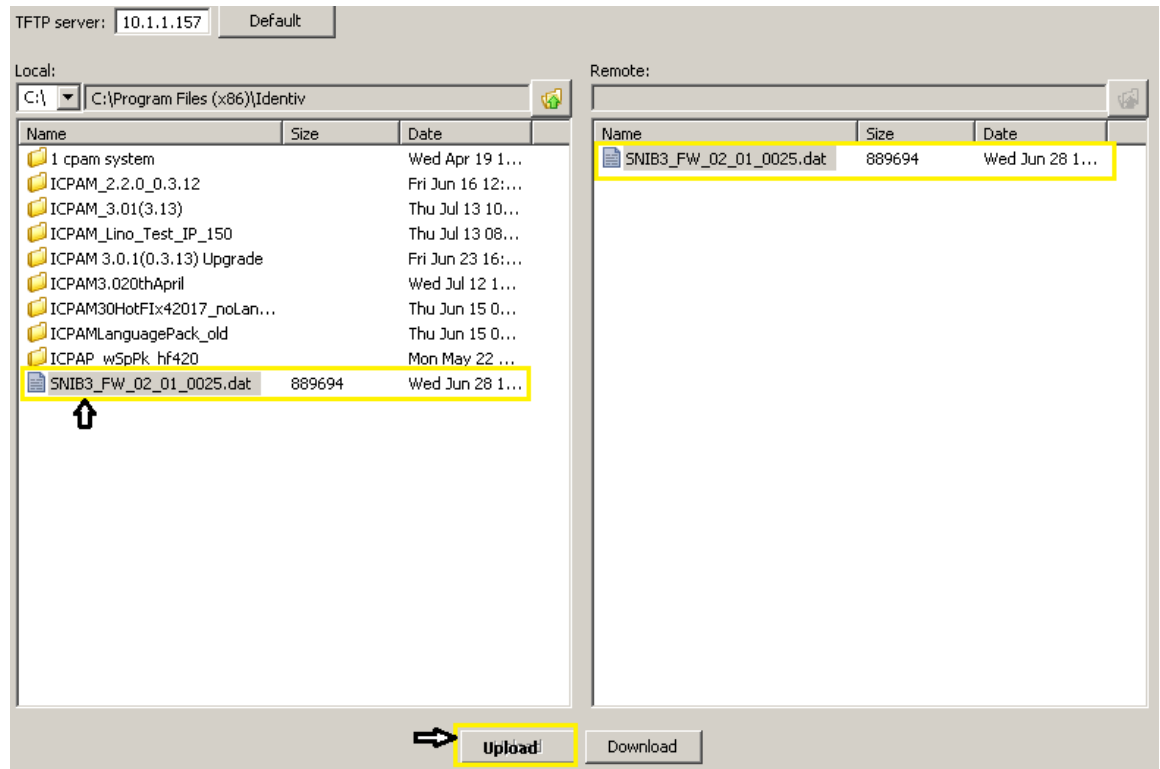 TFTP server: 10.1.1.157 Default
Local:
C:\ C:\Program Files (x86)\Identiv
Name Size Date
1 cpam system Wed Apr 19 1...
ICPAM_2.2.0_0.3.12 Fri Jun 16 12:...
ICPAM_3.01(3.13) Thu Jul 13 10...
ICPAM_Lino_Test_IP_150 Thu Jul 13 08...
ICPAM 3.0.1(0.3.13) Upgrade Fri Jun 23 16:...
ICPAM3.020thApril Wed Jul 12 1...
ICPAM30HotFIx42017_noLan... Thu Jun 15 0...
ICPAMLanguagePack_old Thu Jun 15 0...
ICPAP_wSpPk_hf420 Mon May 22 ...
SNIB3_FW_02_01_0025.dat 889694 Wed Jun 28 1...
Remote:
Name Size Date
SNIB3_FW_02_01_0025.dat 889694 Wed Jun 28 1...
Upload Download